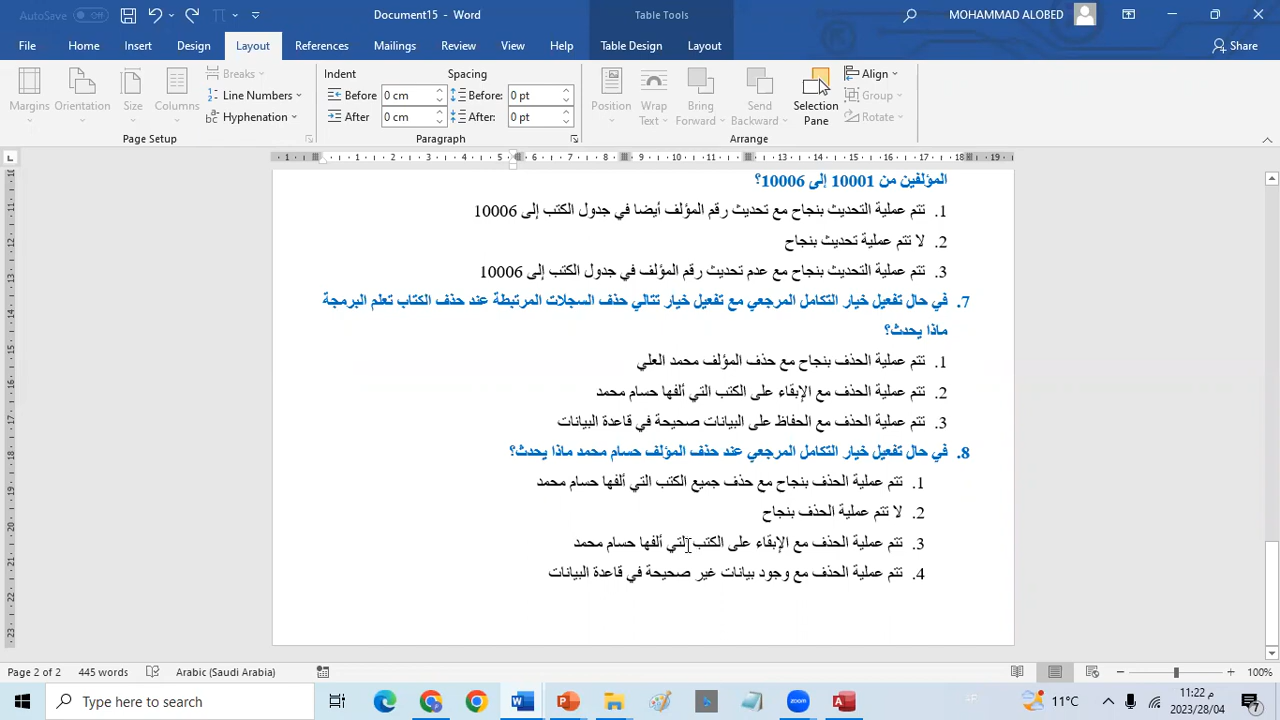 AutoSave Off Document15 - Word Table Tools MOHAMMAD ALOBED
File Home Insert Design Layout References Mailings Review View Help Table Design Layout Share
Margins Orientation Size Columns Breaks Line Numbers Hyphenation Page Setup
Indent Spacing
Before 0 cm Before: 0 pt
After 0 cm After: 0 pt
Paragraph
Position Wrap Text Bring Forward Send Backward Selection Pane Align Group Rotate Arrange
المؤلفين من 10001 إلى 10006؟
1. تتم عملية التحديث بنجاح مع تحديث رقم المؤلف أيضا في جدول الكتب إلى 10006
2. لا تتم عملية تحديث بنجاح
3. تتم عملية التحديث بنجاح مع عدم تحديث رقم المؤلف في جدول الكتب إلى 10006
7. في حال تفعيل خيار التكامل المرجعي مع تفعيل خيار تتالي حذف السجلات المرتبطة عند حذف الكتاب تعلم البرمجة
ماذا يحدث؟
1. تتم عملية الحذف بنجاح مع حذف المؤلف محمد العلي
2. تتم عملية الحذف مع الإبقاء على الكتب التي ألفها حسام محمد
3. تتم عملية الحذف مع الحفاظ على البيانات صحيحة في قاعدة البيانات
8. في حال تفعيل خيار التكامل المرجعي عند حذف المؤلف حسام محمد ماذا يحدث؟
1. تتم عملية الحذف بنجاح مع حذف جميع الكتب التي ألفها حسام محمد
2. لا تتم عملية الحذف بنجاح
3. تتم عملية الحذف مع الإبقاء على الكتب التي ألفها حسام محمد
4. تتم عملية الحذف مع وجود بيانات غير صحيحة في قاعدة البيانات
Page 2 of 2 445 words Arabic (Saudi Arabia) 100%
Type here to search 11°C 11:22 م
2023/28/04